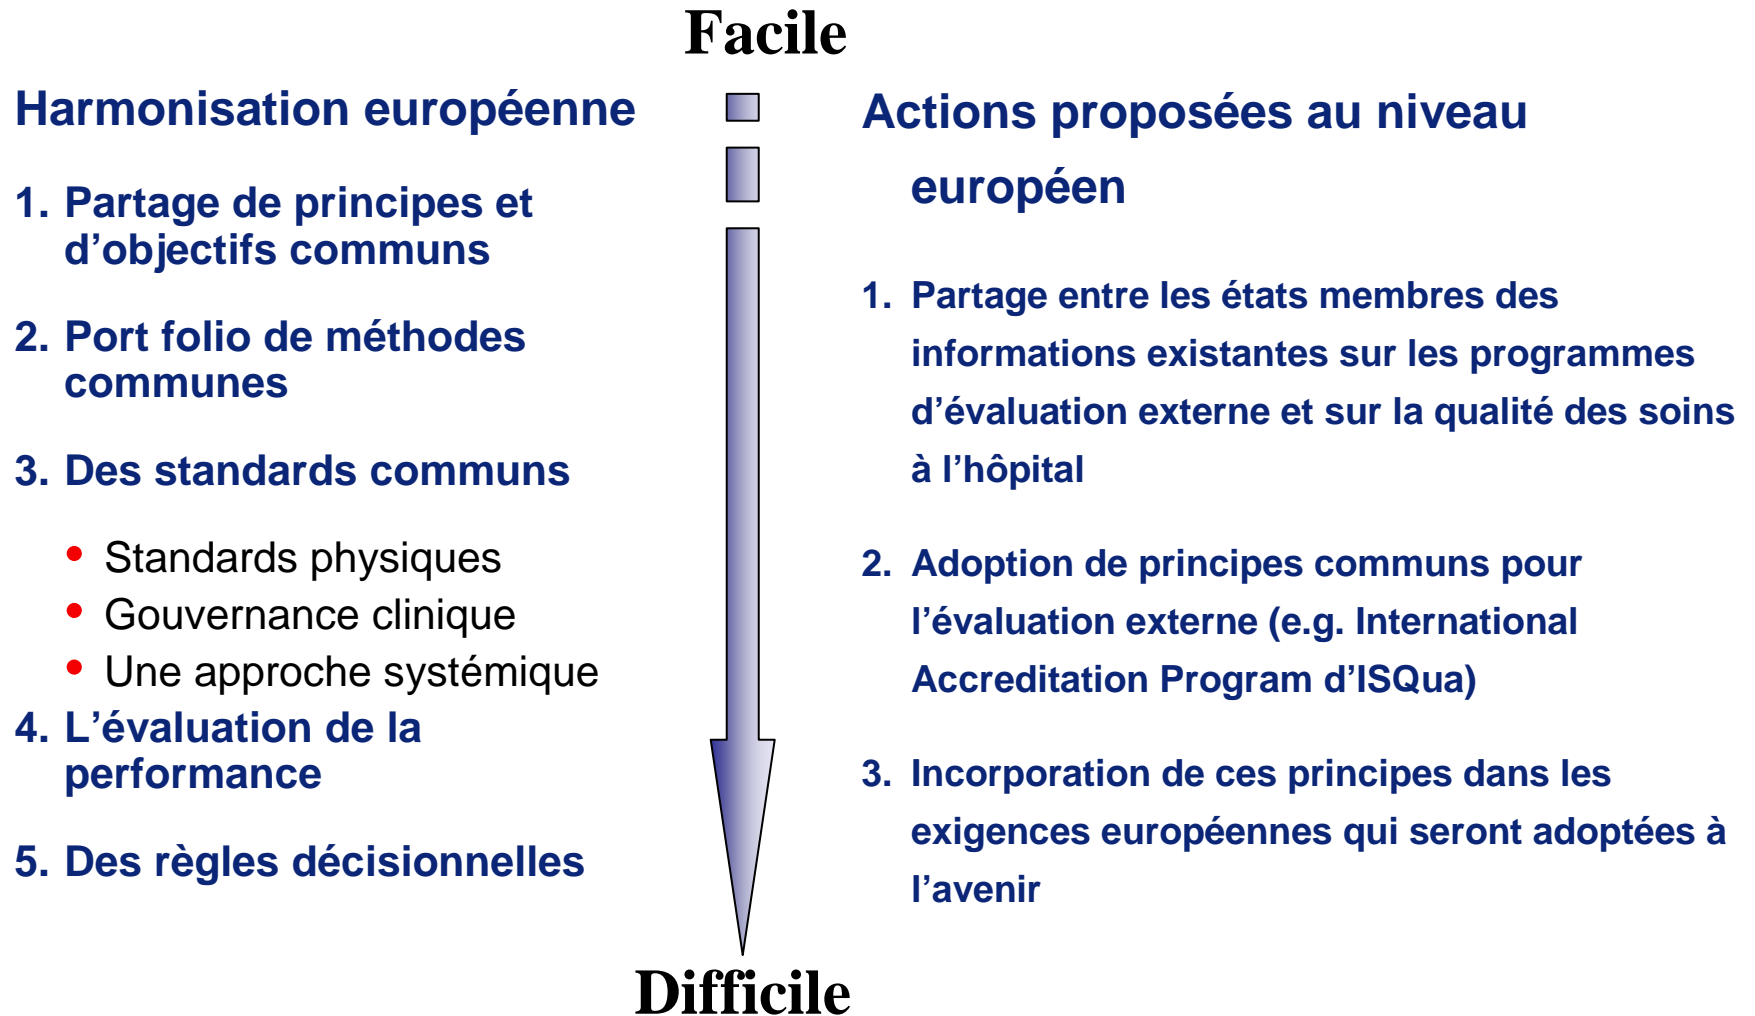 Facile
Harmonisation européenne
1. Partage de principes et
d’objectifs communs
2. Port folio de méthodes
communes
3. Des standards communs
• Standards physiques
• Gouvernance clinique
• Une approche systémique
4. L’évaluation de la
performance
5. Des règles décisionnelles
Actions proposées au niveau
européen
1. Partage entre les états membres des
informations existantes sur les programmes
d’évaluation externe et sur la qualité des soins
à l’hôpital
2. Adoption de principes communs pour
l’évaluation externe (e.g. International
Accreditation Program d’ISQua)
3. Incorporation de ces principes dans les
exigences européennes qui seront adoptées à
l’avenir
Difficile